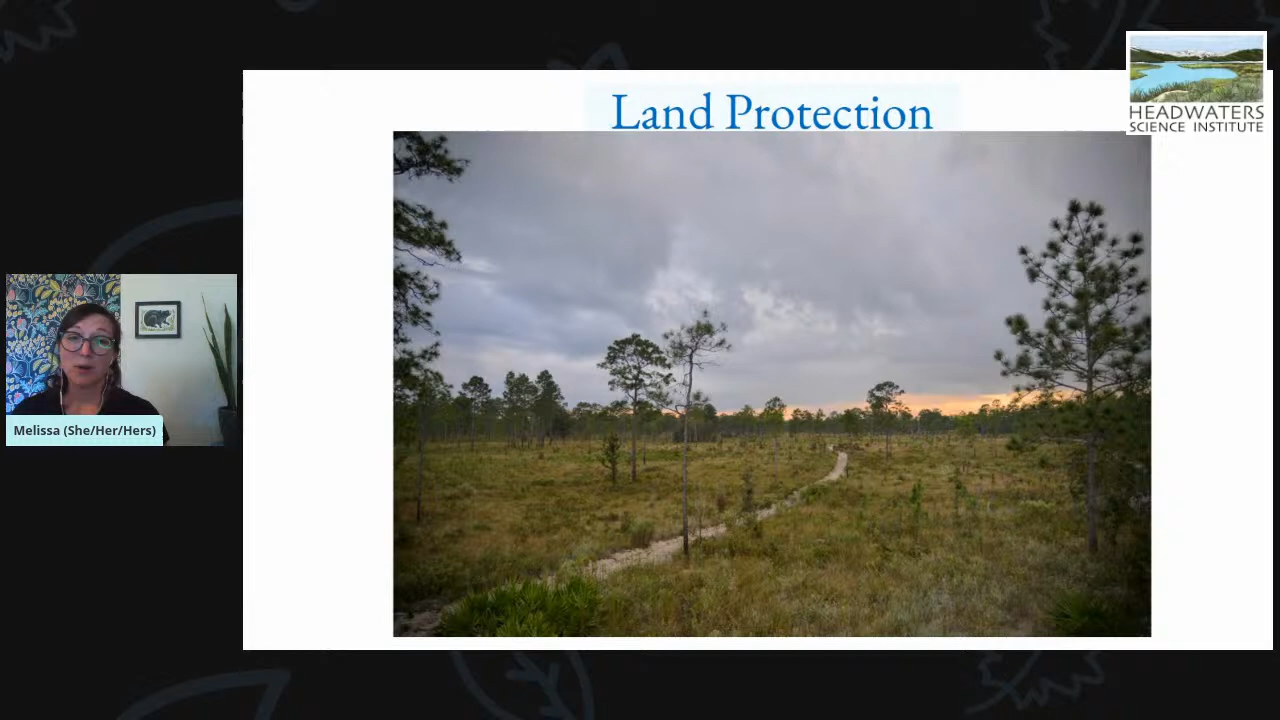 Land Protection
HEADWATERS
SCIENCE INSTITUTE
Melissa (She/Her/Hers)